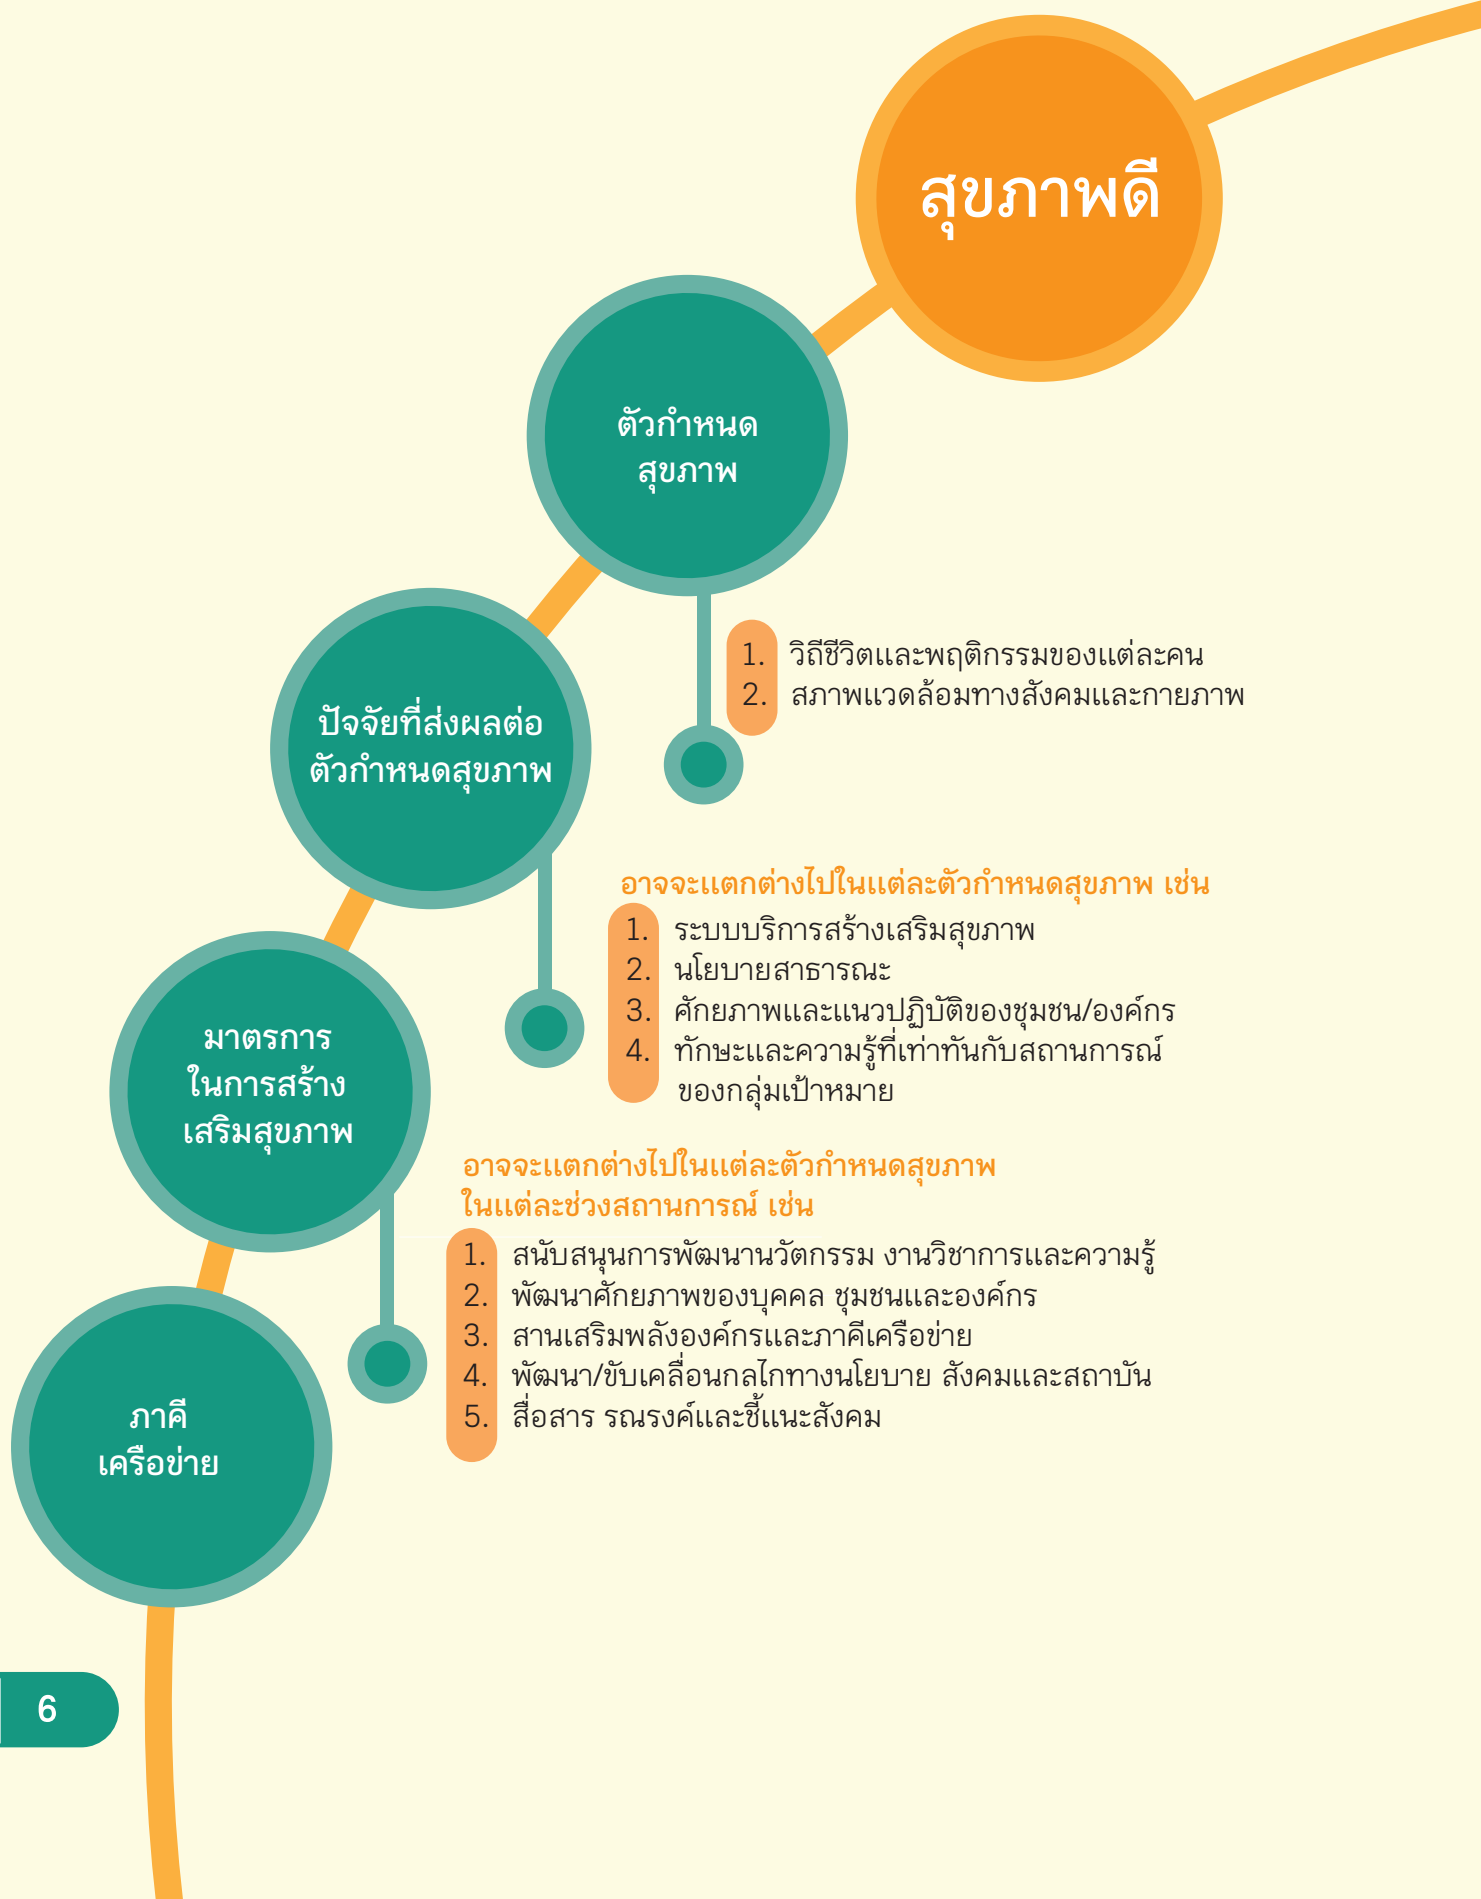 สุขภาพดี
ตัวกำหนด
สุขภาพ
1. วิถีชีวิตและพฤติกรรมของแต่ละคน
2. สภาพแวดล้อมทางสังคมและกายภาพ
ปัจจัยที่ส่งผลต่อ
ตัวกำหนดสุขภาพ
อาจจะแตกต่างไปในแต่ละตัวกำหนดสุขภาพ เช่น
1. ระบบบริการสร้างเสริมสุขภาพ
2. นโยบายสาธารณะ
3. ศักยภาพและแนวปฏิบัติของชุมชน/องค์กร
4. ทักษะและความรู้ที่เท่าทันกับสถานการณ์
ของกลุ่มเป้าหมาย
มาตรการ
ในการสร้าง
เสริมสุขภาพ
อาจจะแตกต่างไปในแต่ละตัวกำหนดสุขภาพ
ในแต่ละช่วงสถานการณ์ เช่น
1. สนับสนุนการพัฒนานวัตกรรม งานวิชาการและความรู้
2. พัฒนาศักยภาพของบุคคล ชุมชนและองค์กร
3. สานเสริมพลังองค์กรและภาคีเครือข่าย
4. พัฒนา/ขับเคลื่อนกลไกทางนโยบาย สังคมและสถาบัน
5. สื่อสาร รณรงค์และชี้แนะสังคม
ภาคี
เครือข่าย
6